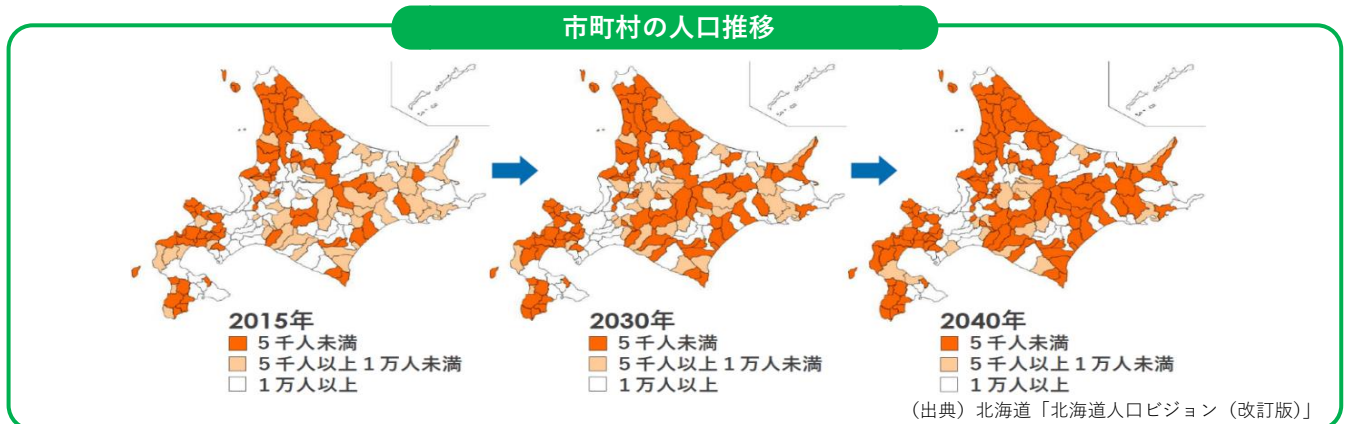 市町村の人口推移
2015年
５千人未満
５千人以上１万人未満
１万人以上
2030年
５千人未満
５千人以上１万人未満
１万人以上
2040年
５千人未満
５千人以上１万人未満
１万人以上
（出典）北海道「北海道人口ビジョン（改訂版）」